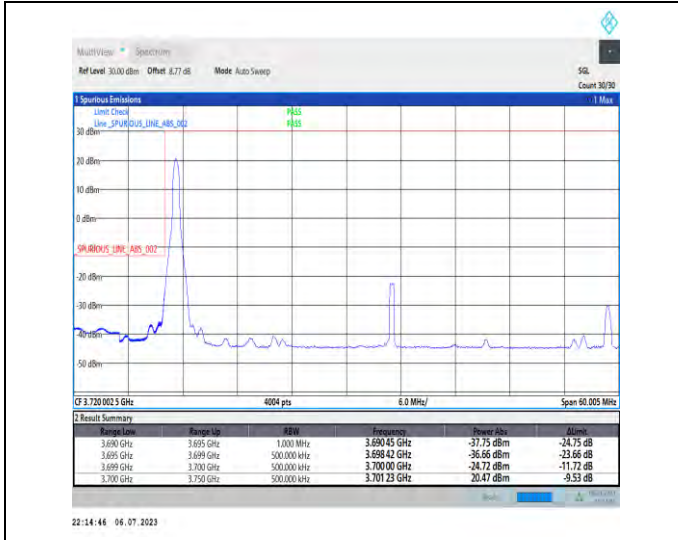 MultiView Spectrum
Ref Level 30.00 dBm Offset 8.77 dB Mode Auto Sweep SGL
Count 30/30
1 Spurious Emissions 1 Max
Limit Check PASS
Line _SPURIOUS_LINE_ABS_002 PASS
30 dBm
20 dBm
10 dBm
0 dBm
_SPURIOUS_LINE_ABS_002
-20 dBm
-30 dBm
-40 dBm
-50 dBm
CF 3.720 002 5 GHz 4004 pts 6.0 MHz/ Span 60.005 MHz
2 Result Summary
Range Low Range Up RBW Frequency Power Abs ΔLimit
3.690 GHz 3.695 GHz 1.000 MHz 3.690 45 GHz -37.75 dBm -24.75 dB
3.695 GHz 3.699 GHz 500.000 kHz 3.698 42 GHz -36.66 dBm -23.66 dB
3.699 GHz 3.700 GHz 500.000 kHz 3.700 00 GHz -24.72 dBm -11.72 dB
3.700 GHz 3.750 GHz 500.000 kHz 3.701 23 GHz 20.47 dBm -9.53 dB
Ready
22:14:46 06.07.2023